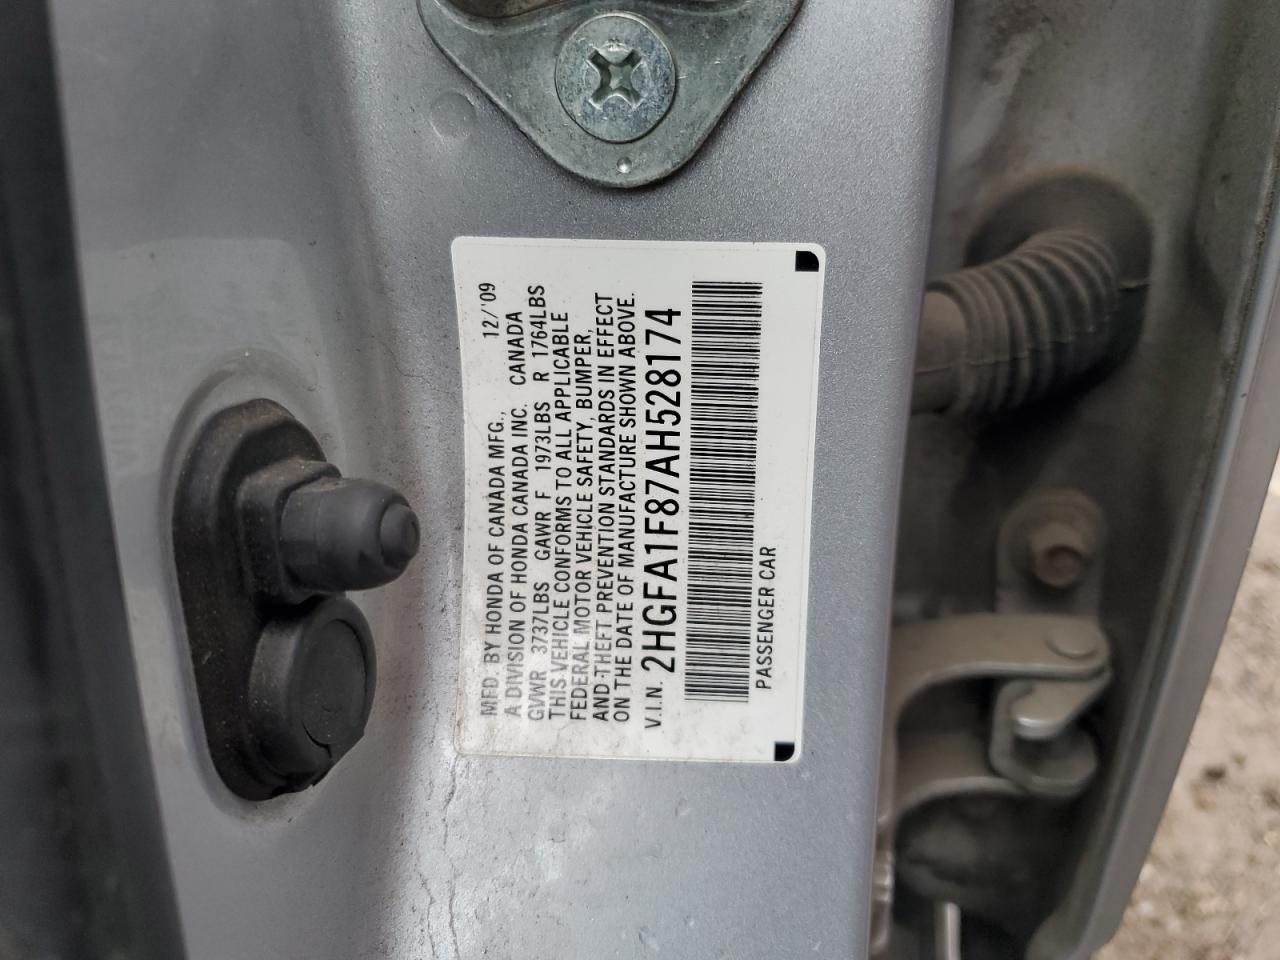 MFD. BY HONDA OF CANADA MFG., 12/'09
A DIVISION OF HONDA CANADA INC. CANADA
GVWR 3737LBS GAWR F 1973LBS R 1764LBS
THIS VEHICLE CONFORMS TO ALL APPLICABLE
FEDERAL MOTOR VEHICLE SAFETY, BUMPER,
AND THEFT PREVENTION STANDARDS IN EFFECT
ON THE DATE OF MANUFACTURE SHOWN ABOVE.
V.I.N. 2HGFA1F87AH528174
PASSENGER CAR